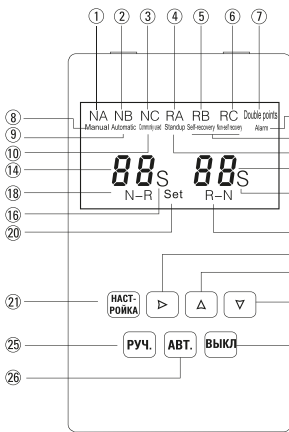 ① ② ③ ④ ⑤ ⑥ ⑦
NA NB NC RA RB RC Double points
⑧ Manual Automatic Commonly used Standup Self-recovery Non-self recovery Alarm
⑨
⑩
⑭ 88S 88S
⑱ N–R R–N
⑯ Set
⑳
㉑ НАСТ-
РОЙКА ▷ △ ▽
㉕ РУЧ. АВТ. ВЫКЛ
㉖